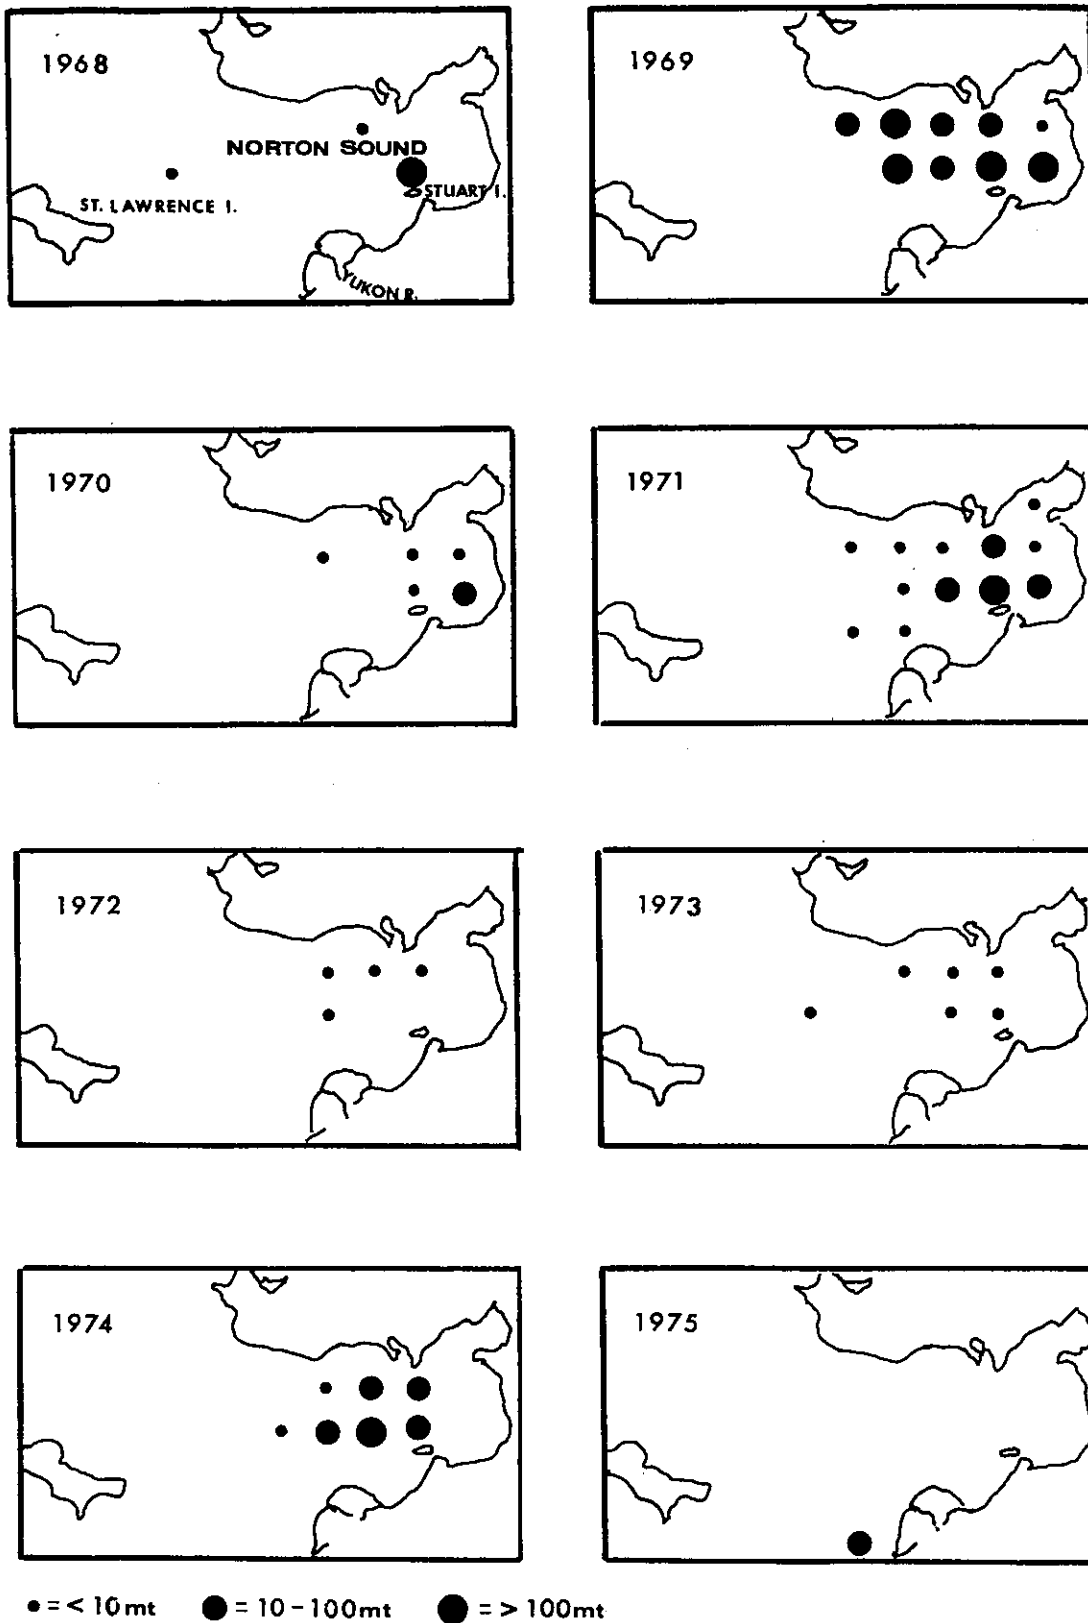 1968
NORTON SOUND
ST. LAWRENCE I.
STUART I.
YUKON R.
1969
1970
1971
1972
1973
1974
1975
= < 10 mt
= 10 - 100 mt
= > 100 mt